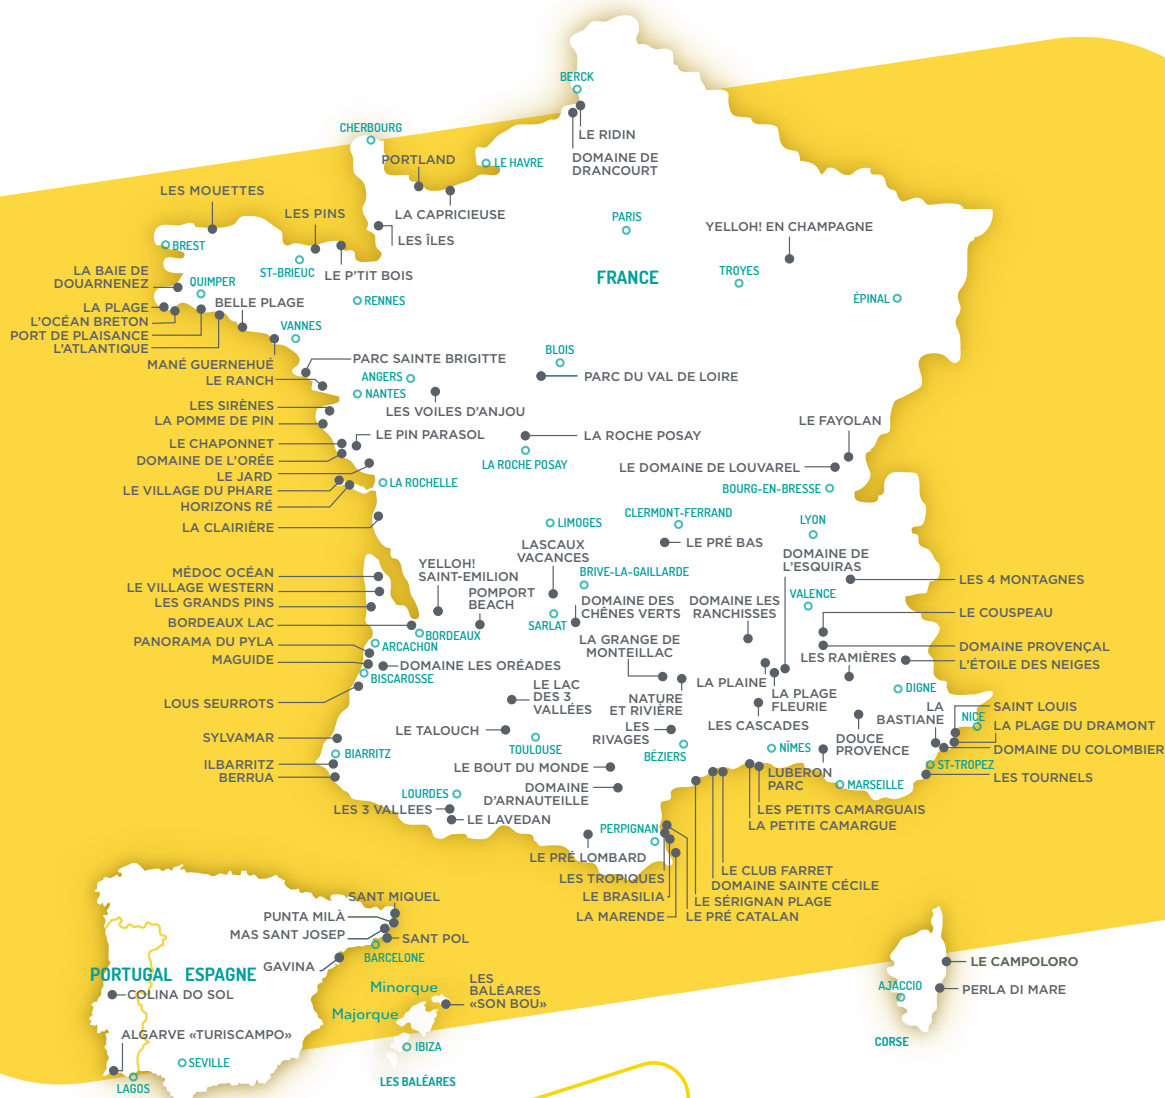 BERCK
LE RIDIN
DOMAINE DE
DRANCOURT
CHERBOURG
PORTLAND
LE HAVRE
LA CAPRICIEUSE
LES ÎLES
LES MOUETTES
LES PINS
BREST
ST-BRIEUC
LE P'TIT BOIS
PARIS
YELLOH! EN CHAMPAGNE
FRANCE
TROYES
ÉPINAL
LA BAIE DE
DOUARNENEZ
QUIMPER
BELLE PLAGE
RENNES
LA PLAGE
L'OCÉAN BRETON
PORT DE PLAISANCE
L'ATLANTIQUE
VANNES
MANÉ GUERNEHUÉ
PARC SAINTE BRIGITTE
LE RANCH
ANGERS
NANTES
BLOIS
PARC DU VAL DE LOIRE
LES VOILES D'ANJOU
LES SIRÈNES
LA POMME DE PIN
LE CHAPONNET
LE PIN PARASOL
DOMAINE DE L'ORÉE
LE JARD
LE VILLAGE DU PHARE
HORIZONS RÉ
LA CLAIRIÈRE
LA ROCHELLE
LA ROCHE POSAY
LA ROCHE POSAY
LE FAYOLAN
LE DOMAINE DE LOUVAREL
BOURG-EN-BRESSE
LIMOGES
CLERMONT-FERRAND
LYON
LE PRÉ BAS
LASCAUX
VACANCES
DOMAINE DE
L'ESQUIRAS
MÉDOC OCÉAN
LE VILLAGE WESTERN
LES GRANDS PINS
BORDEAUX LAC
PANORAMA DU PYLA
MAGUIDE
LOUS SEURROTS
YELLOH!
SAINT-EMILION
POMPORT
BEACH
BRIVE-LA-GAILLARDE
SARLAT
DOMAINE DES
CHÊNES VERTS
DOMAINE LES
RANCHISSES
VALENCE
LES 4 MONTAGNES
LE COUSPEAU
DOMAINE PROVENÇAL
L'ÉTOILE DES NEIGES
BORDEAUX
ARCACHON
DOMAINE LES ORÉADES
BISCAROSSE
LA GRANGE DE
MONTEILLAC
LES RAMIÈRES
LA PLAINE
LA PLAGE
FLEURIE
DIGNE
LE LAC
DES 3
VALLÉES
NATURE
ET RIVIÈRE
LES CASCADES
LA
BASTIANE
NICE
SAINT LOUIS
LA PLAGE DU DRAMONT
DOMAINE DU COLOMBIER
LES TOURNELS
ST-TROPEZ
SYLVAMAR
BIARRITZ
ILBARRITZ
BERRUA
LE TALOUCH
TOULOUSE
LES
RIVAGES
BÉZIERS
NÎMES
DOUCE
PROVENCE
LE BOUT DU MONDE
DOMAINE
D'ARNAUTEILLE
LUBERON
PARC
MARSEILLE
LOURDES
LES 3 VALLEES
LE LAVEDAN
LES PETITS CAMARGUAIS
LA PETITE CAMARGUE
PERPIGNAN
LE PRÉ LOMBARD
LES TROPIQUES
LE BRASILIA
LA MARENDE
LE CLUB FARRET
DOMAINE SAINTE CÉCILE
LE SÉRIGNAN PLAGE
LE PRÉ CATALAN
SANT MIQUEL
PUNTA MILÀ
MAS SANT JOSEP
SANT POL
BARCELONE
GAVINA
PORTUGAL
ESPAGNE
COLINA DO SOL
ALGARVE «TURISCAMPO»
SEVILLE
LAGOS
Minorque
Majorque
LES
BALÉARES
«SON BOU»
IBIZA
LES BALÉARES
LE CAMPOLORO
AJACCIO
PERLA DI MARE
CORSE